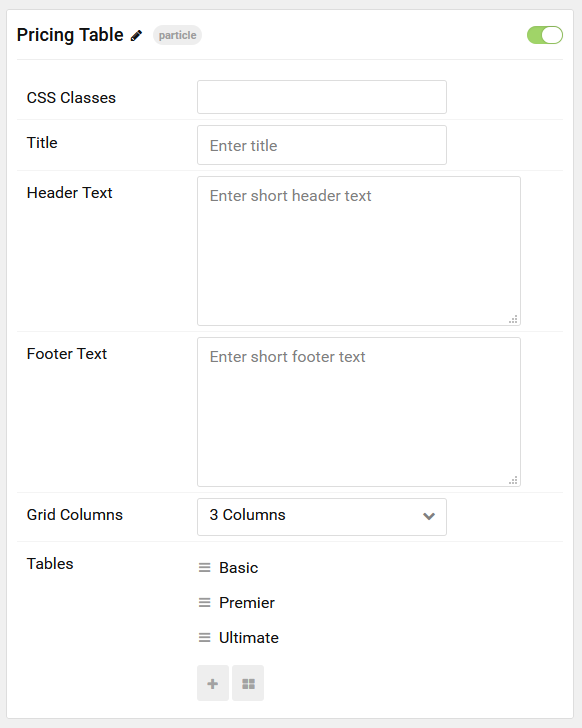 Pricing Table particle
CSS Classes
Title Enter title
Header Text Enter short header text
Footer Text Enter short footer text
Grid Columns 3 Columns
Tables Basic
Premier
Ultimate